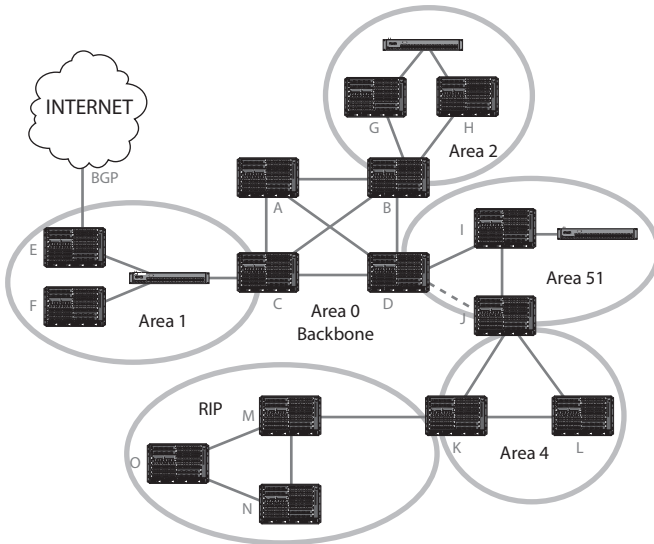 INTERNET
BGP
G
H
Area 2
A
B
E
I
F
Area 1
C
Area 0
Backbone
D
Area 51
J
RIP
M
K
Area 4
L
O
N